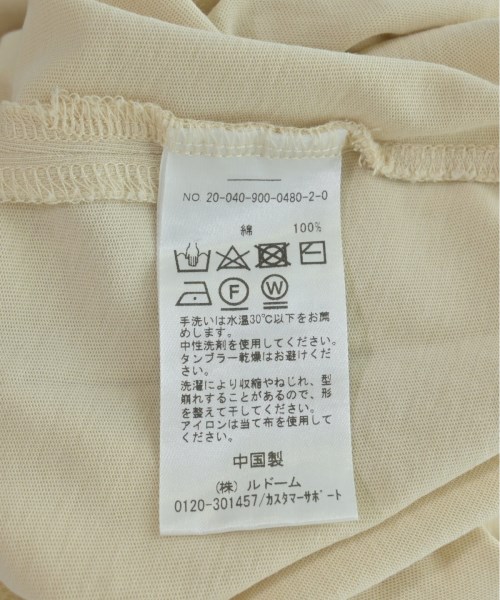 NO 20-040-900-0480-2-0
綿 100%
F W
手洗いは水温30℃以下をお薦
めします。
中性洗剤を使用してください。
タンブラー乾燥はお避けくださ
い。
洗濯により収縮やねじれ、型
崩れすることがあるので、形
を整えて干してください。
アイロンは当て布を使用して
ください。
中国製
(株) ルドーム
0120-301457/カスタマーサポート